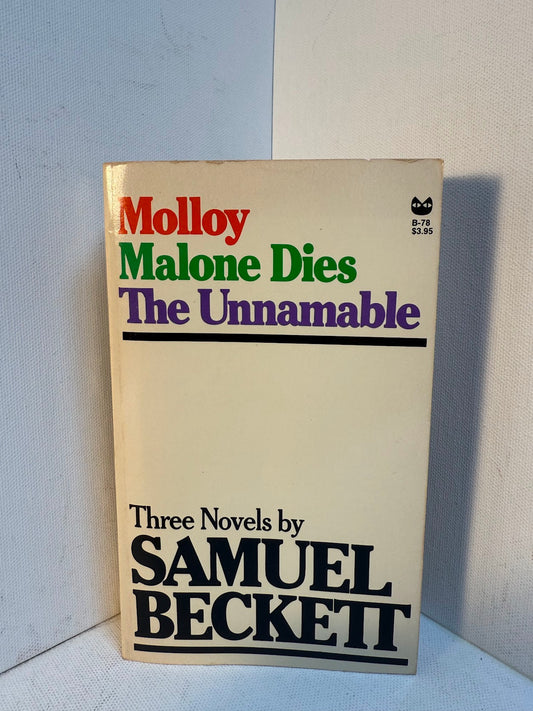 Molloy
Malone Dies
The Unnamable
B-78
$3.95
Three Novels by
SAMUEL
BECKETT